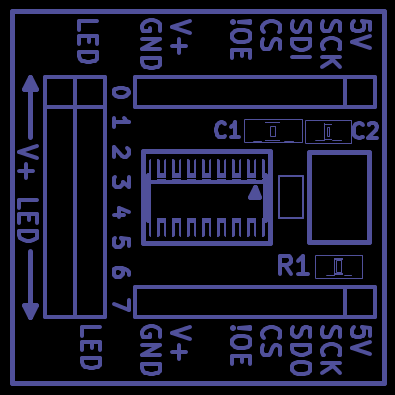 LED
GND
V+
!OE
CS
SDI
SCK
5V
0
1
2
3
4
5
6
7
V+ LED
C1
C2
R1
LED
GND
V+
!OE
CS
SDO
SCK
5V